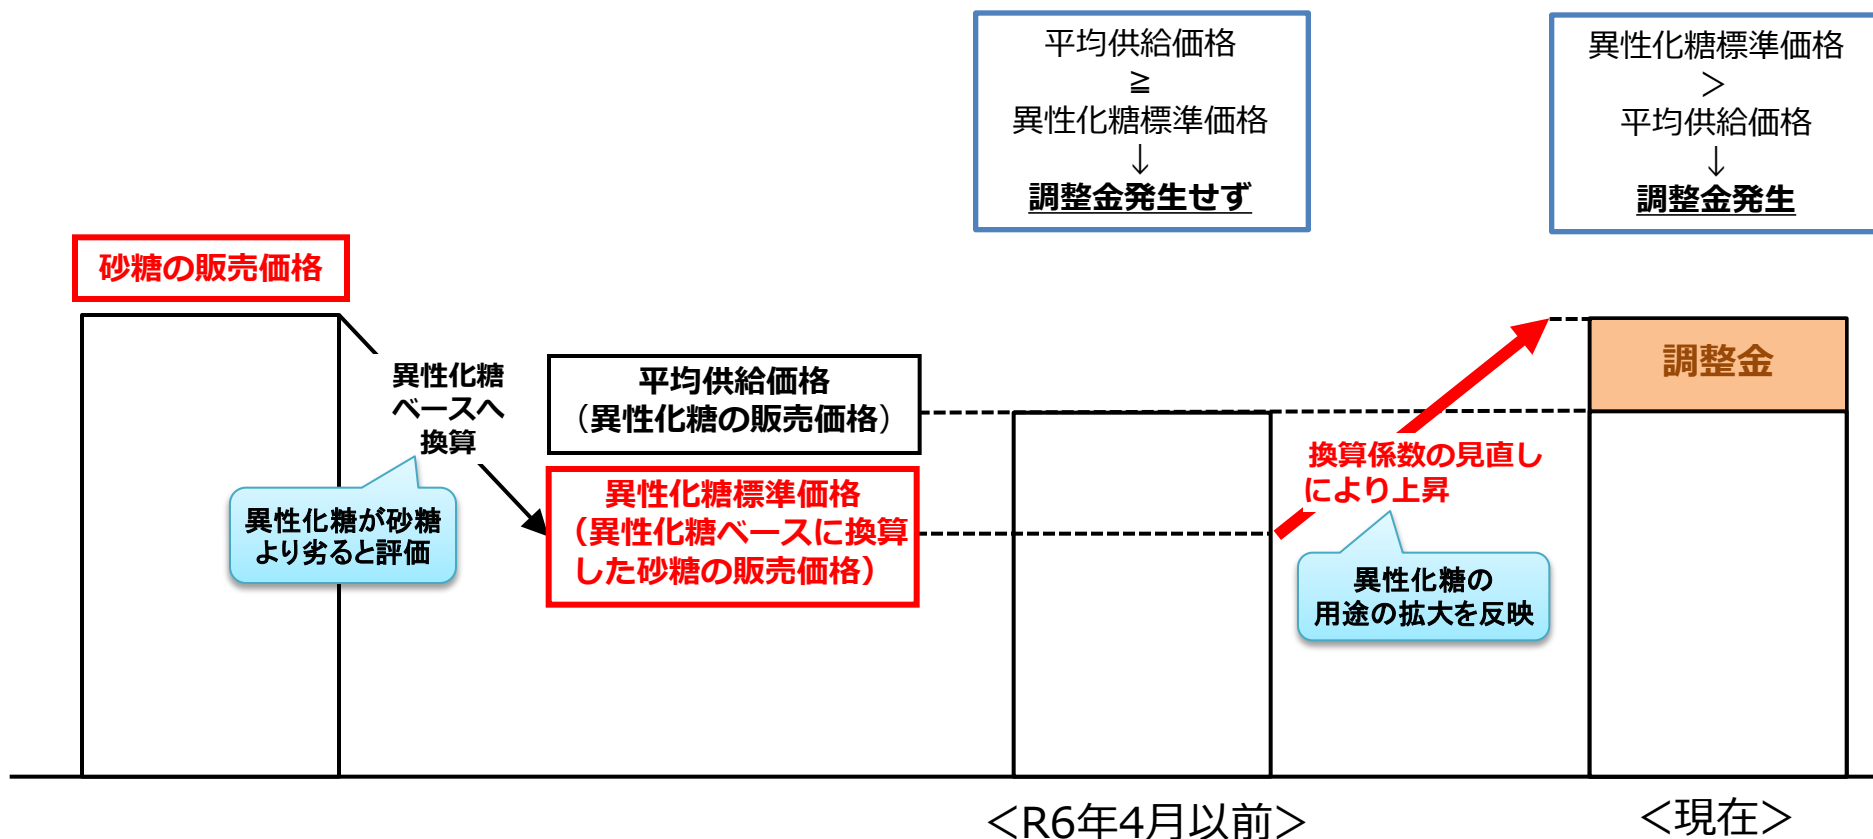 平均供給価格
≧
異性化糖標準価格
↓
調整金発生せず
異性化糖標準価格
＞
平均供給価格
↓
調整金発生
砂糖の販売価格
異性化糖
ベースへ
換算
異性化糖が砂糖
より劣ると評価
平均供給価格
（異性化糖の販売価格）
異性化糖標準価格
（異性化糖ベースに換算
した砂糖の販売価格）
換算係数の見直し
により上昇
異性化糖の
用途の拡大を反映
調整金
＜R6年4月以前＞
＜現在＞